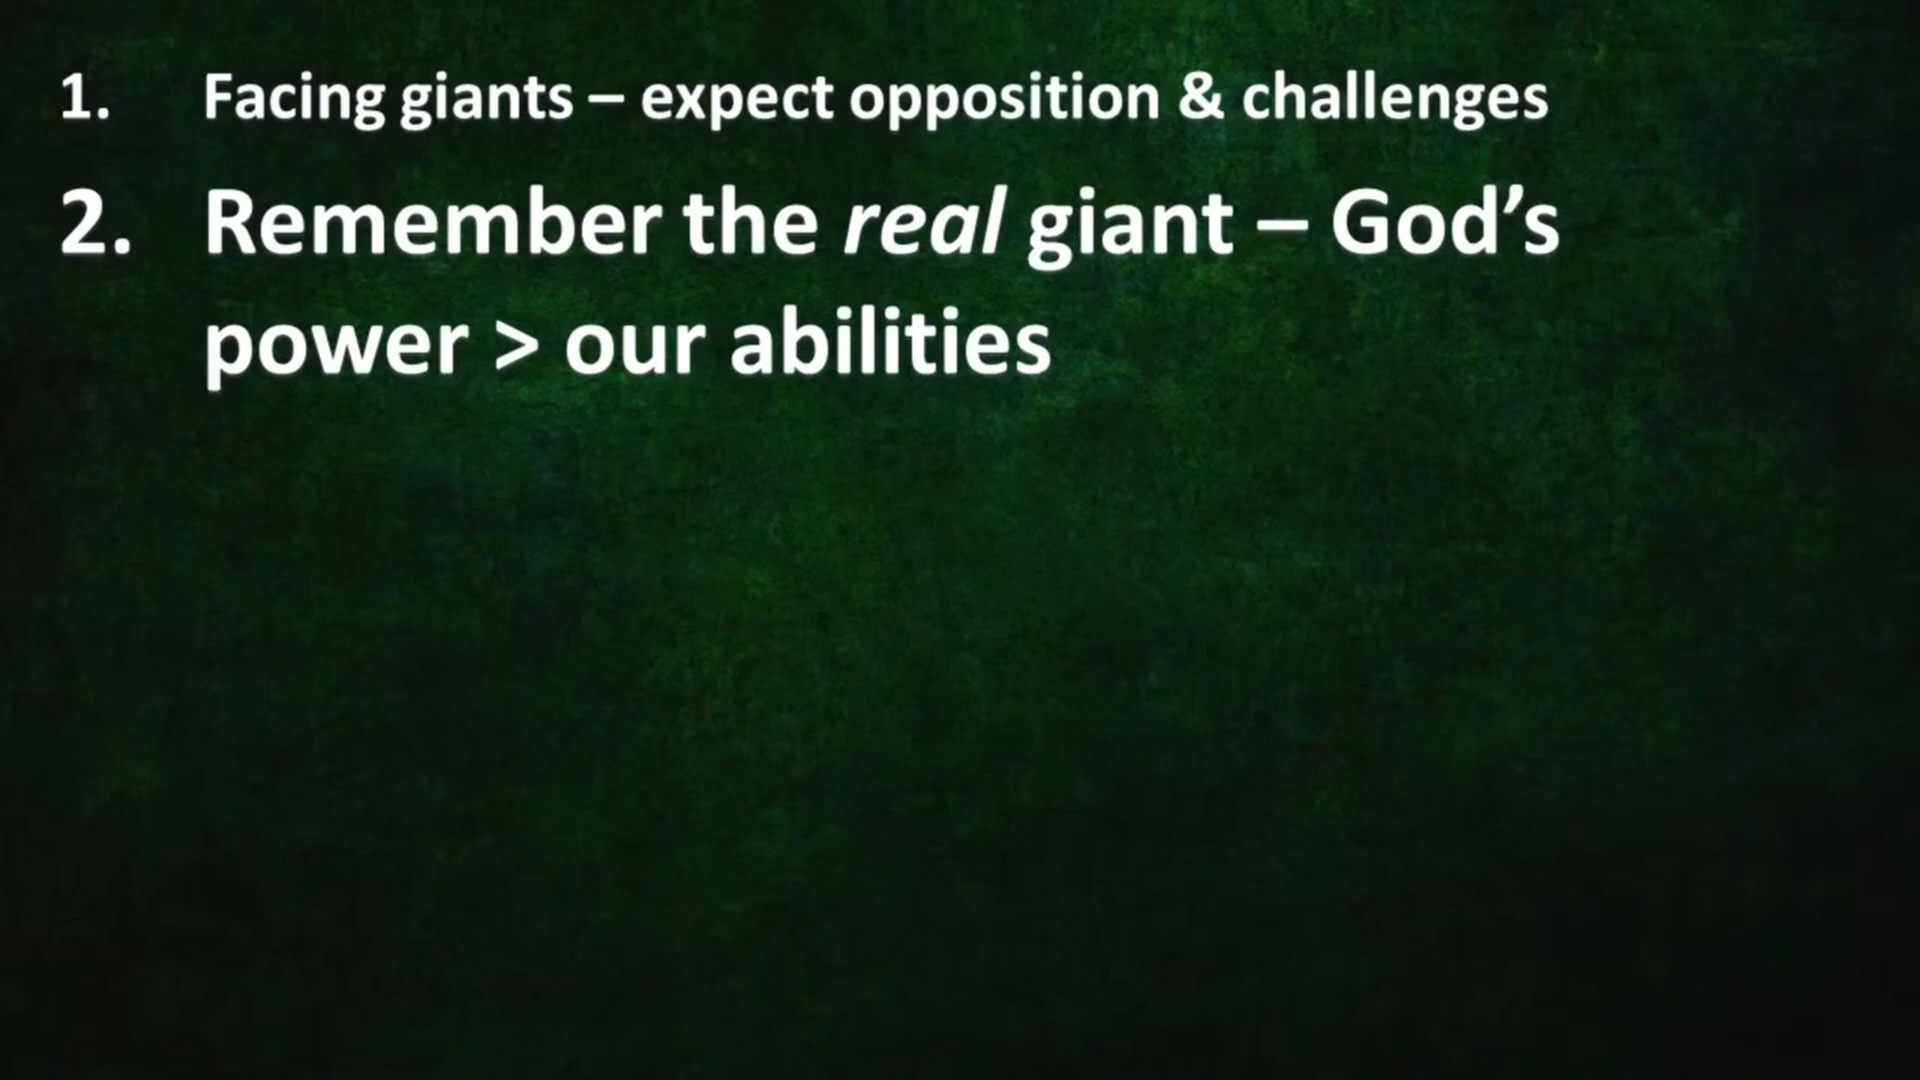 1. Facing giants – expect opposition & challenges
2. Remember the real giant – God’s
power > our abilities